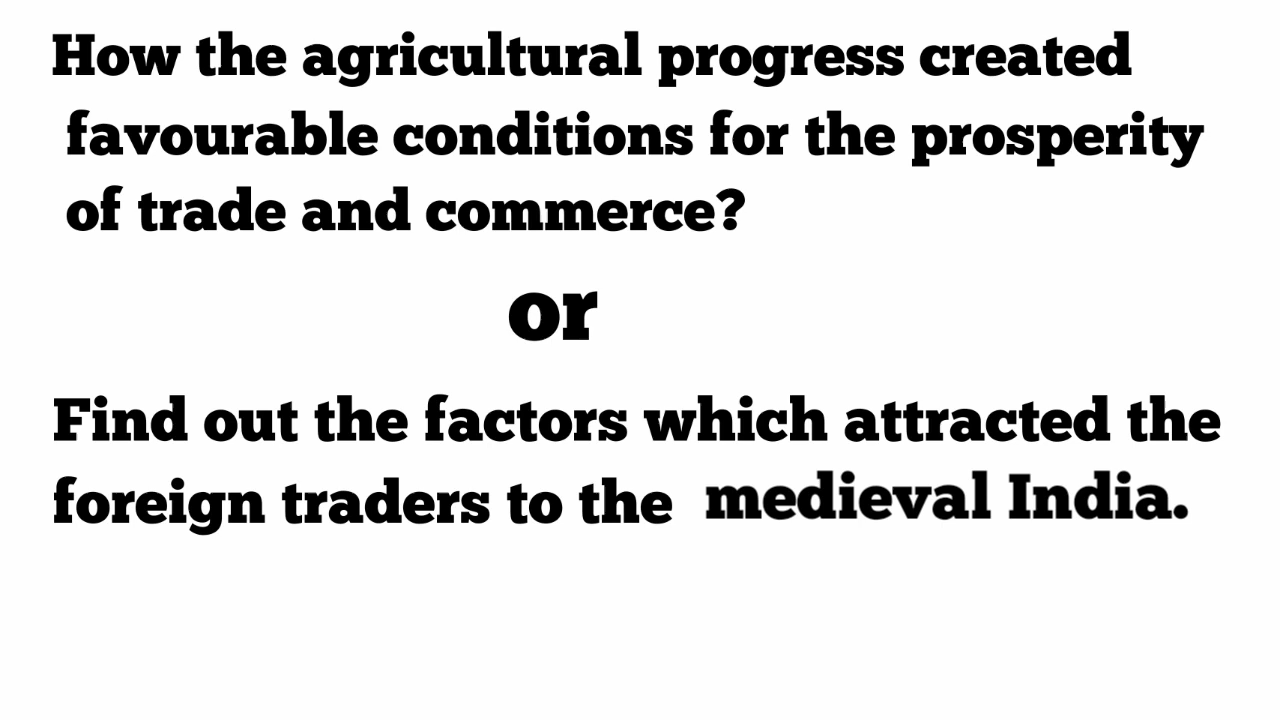 How the agricultural progress created
favourable conditions for the prosperity
of trade and commerce?
or
Find out the factors which attracted the
foreign traders to the medieval India.